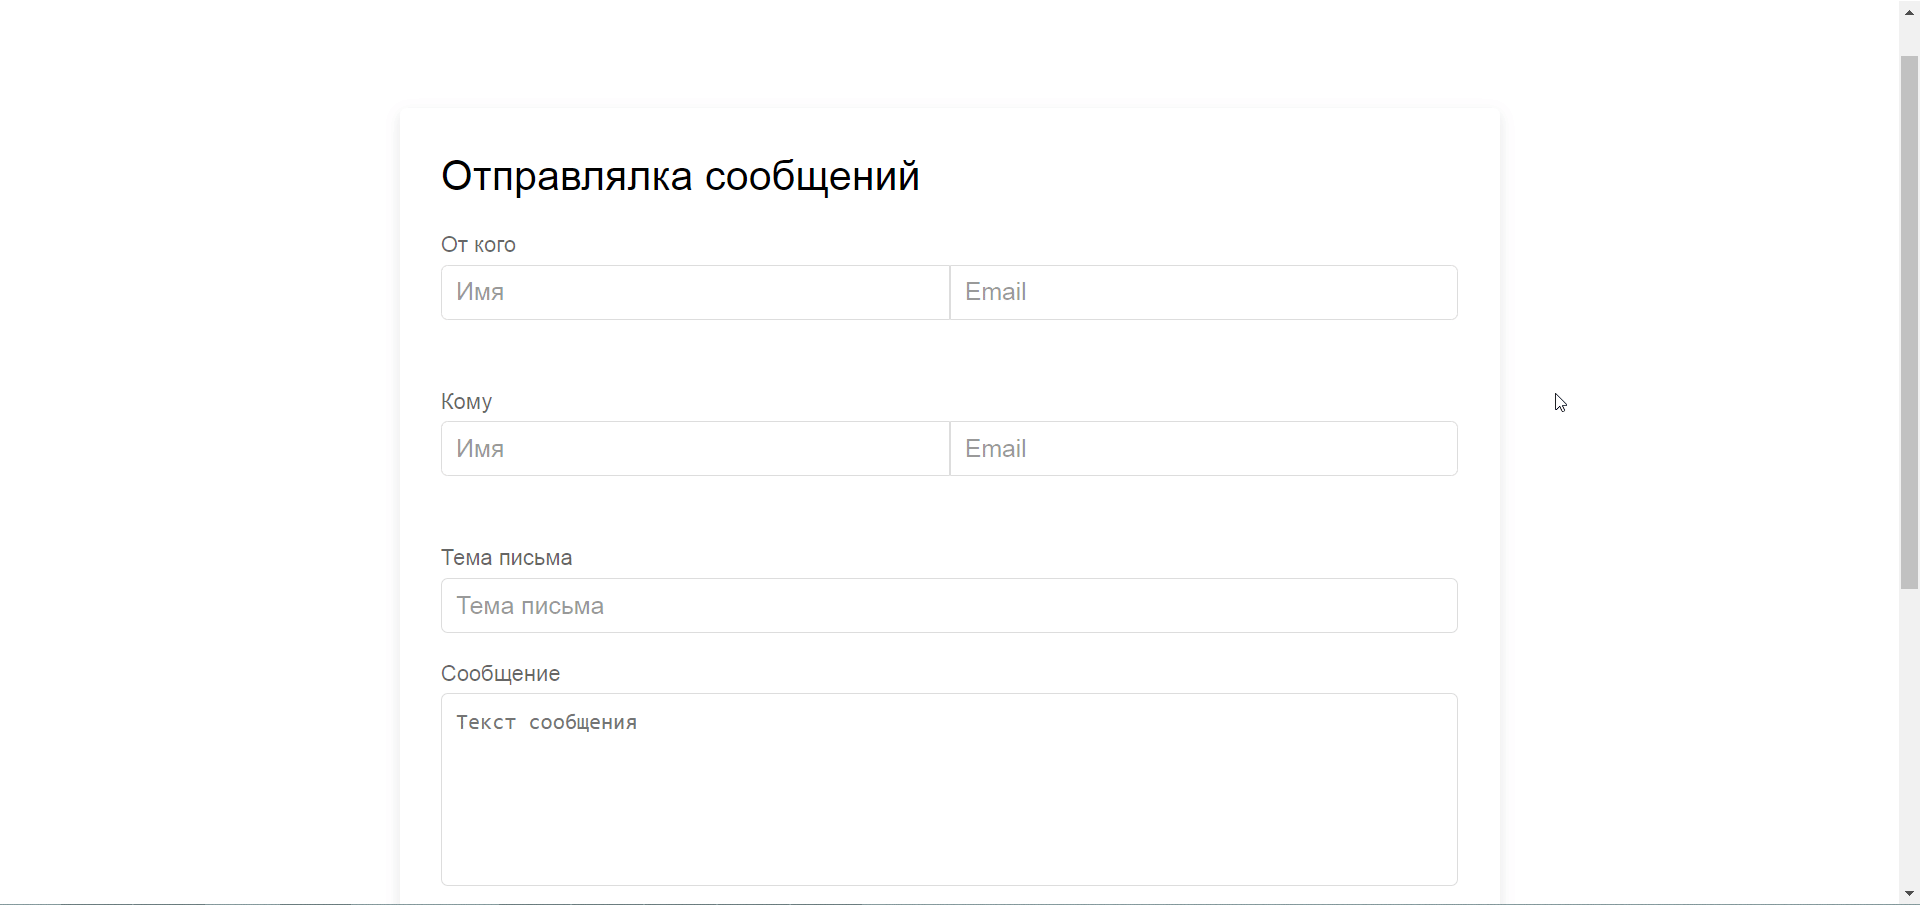 Отправлялка сообщений
От кого
Имя Email
Кому
Имя Email
Тема письма
Тема письма
Сообщение
Текст сообщения